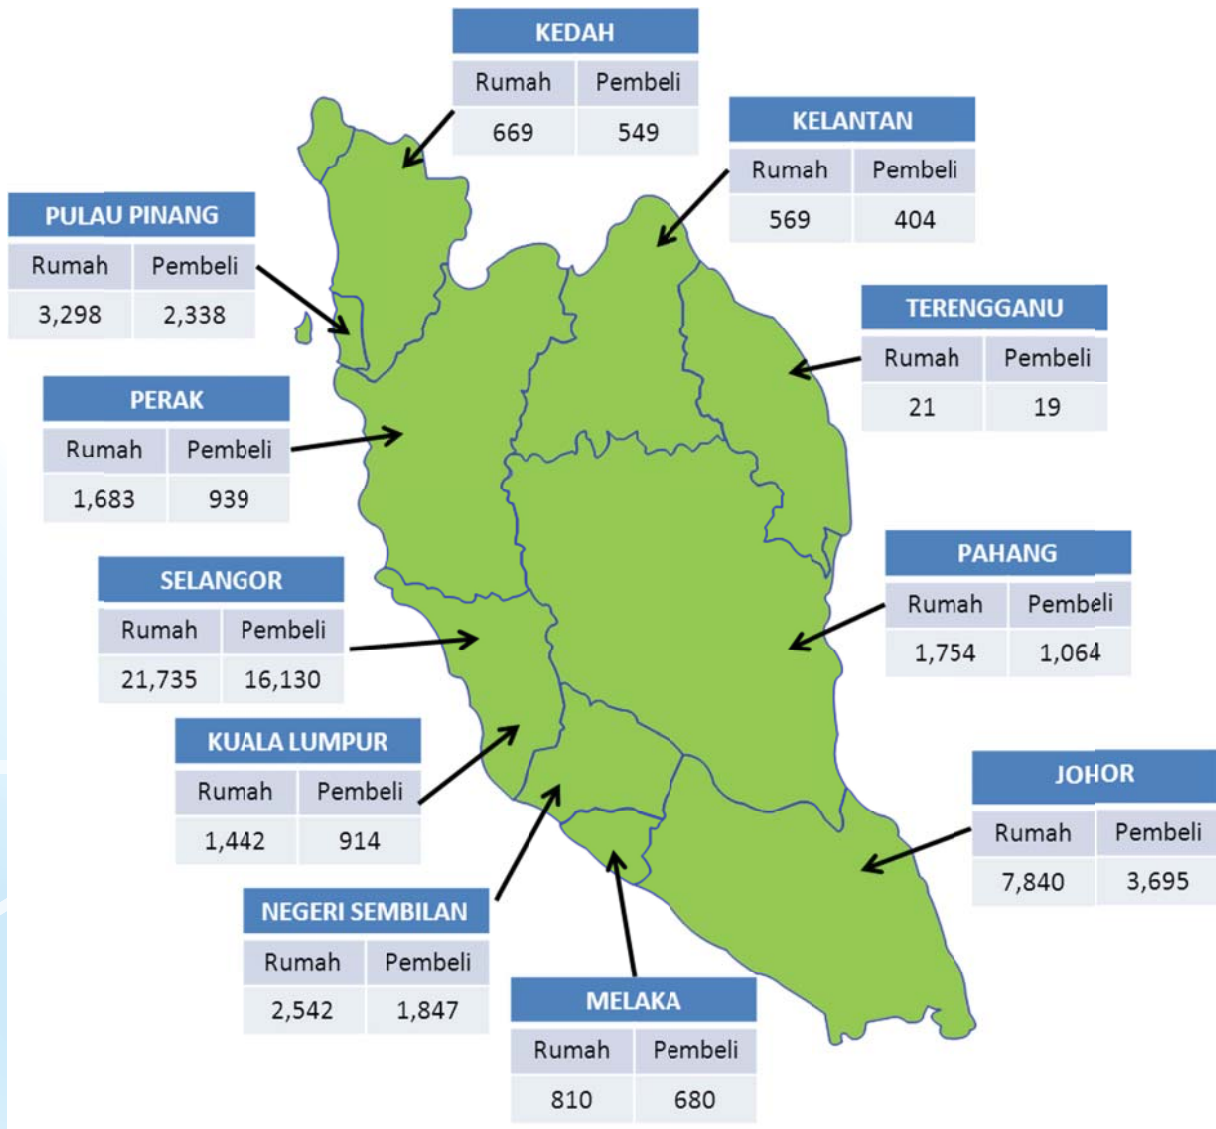 KEDAH
Rumah Pembeli
669 549
KELANTAN
Rumah Pembeli
569 404
PULAU PINANG
Rumah Pembeli
3,298 2,338
TERENGGANU
Rumah Pembeli
21 19
PERAK
Rumah Pembeli
1,683 939
PAHANG
Rumah Pembeli
1,754 1,064
SELANGOR
Rumah Pembeli
21,735 16,130
KUALA LUMPUR
Rumah Pembeli
1,442 914
JOHOR
Rumah Pembeli
7,840 3,695
NEGERI SEMBILAN
Rumah Pembeli
2,542 1,847
MELAKA
Rumah Pembeli
810 680